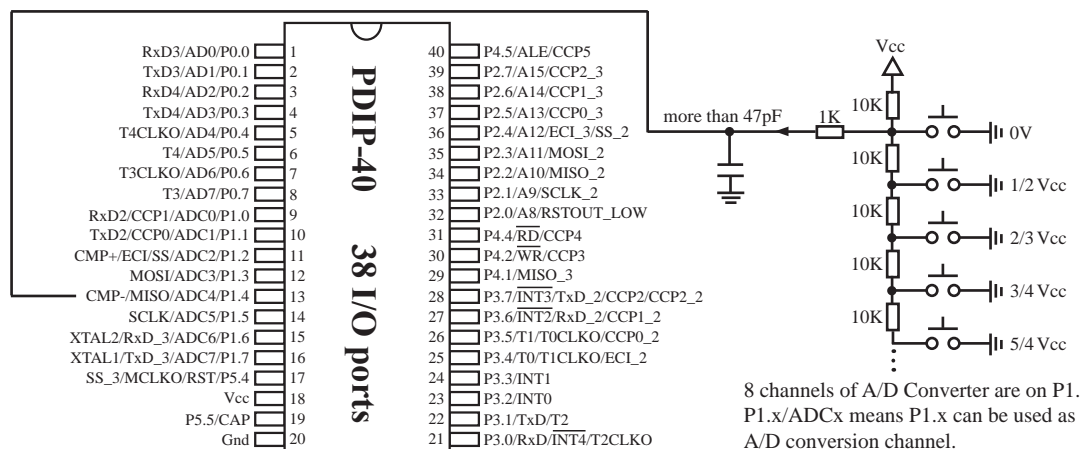 RxD3/AD0/P0.0 1
TxD3/AD1/P0.1 2
RxD4/AD2/P0.2 3
TxD4/AD3/P0.3 4
T4CLKO/AD4/P0.4 5
T4/AD5/P0.5 6
T3CLKO/AD6/P0.6 7
T3/AD7/P0.7 8
RxD2/CCP1/ADC0/P1.0 9
TxD2/CCP0/ADC1/P1.1 10
CMP+/ECI/SS/ADC2/P1.2 11
MOSI/ADC3/P1.3 12
CMP-/MISO/ADC4/P1.4 13
SCLK/ADC5/P1.5 14
XTAL2/RxD_3/ADC6/P1.6 15
XTAL1/TxD_3/ADC7/P1.7 16
SS_3/MCLKO/RST/P5.4 17
Vcc 18
P5.5/CAP 19
Gnd 20
PDIP-40 38 I/O ports
40 P4.5/ALE/CCP5
39 P2.7/A15/CCP2_3
38 P2.6/A14/CCP1_3
37 P2.5/A13/CCP0_3
36 P2.4/A12/ECI_3/SS_2
35 P2.3/A11/MOSI_2
34 P2.2/A10/MISO_2
33 P2.1/A9/SCLK_2
32 P2.0/A8/RSTOUT_LOW
31 P4.4/RD/CCP4
30 P4.2/WR/CCP3
29 P4.1/MISO_3
28 P3.7/INT3/TxD_2/CCP2/CCP2_2
27 P3.6/INT2/RxD_2/CCP1_2
26 P3.5/T1/T0CLKO/CCP0_2
25 P3.4/T0/T1CLKO/ECI_2
24 P3.3/INT1
23 P3.2/INT0
22 P3.1/TxD/T2
21 P3.0/RxD/INT4/T2CLKO
more than 47pF
1K
Vcc
10K
0V
10K
1/2 Vcc
10K
2/3 Vcc
10K
3/4 Vcc
10K
5/4 Vcc
8 channels of A/D Converter are on P1.
P1.x/ADCx means P1.x can be used as
A/D conversion channel.